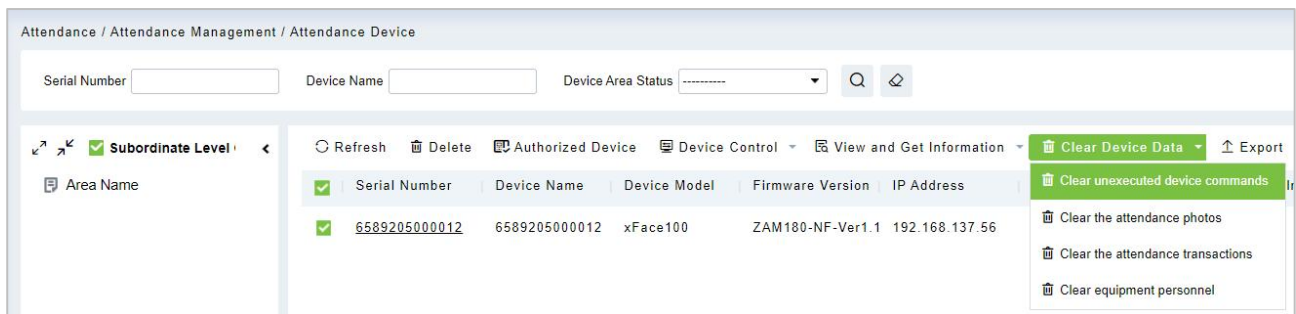 Attendance / Attendance Management / Attendance Device
Serial Number Device Name Device Area Status ----------
Subordinate Level
Refresh Delete Authorized Device Device Control View and Get Information Clear Device Data Export
Area Name
Serial Number Device Name Device Model Firmware Version IP Address
Clear unexecuted device commands
6589205000012 6589205000012 xFace100 ZAM180-NF-Ver1.1 192.168.137.56
Clear the attendance photos
Clear the attendance transactions
Clear equipment personnel